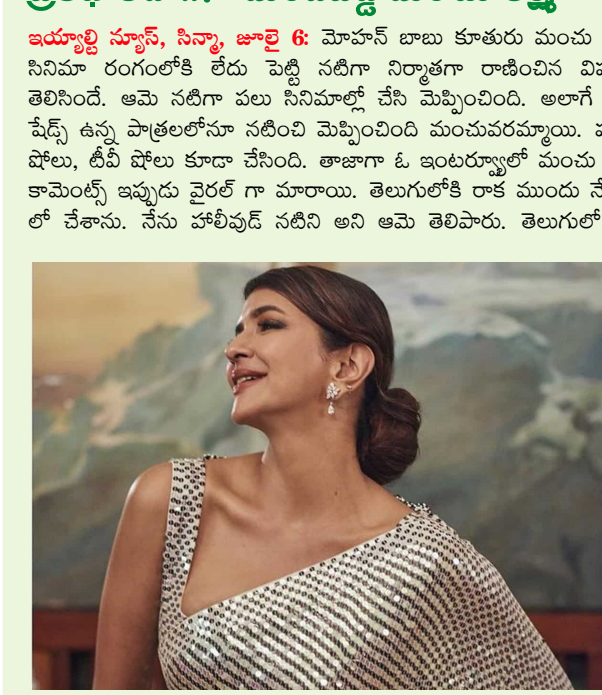 ఇయ్యాల్టి న్యూస్, సిన్మా, జూలై 6: మోహన్ బాబు కూతురు మంచు
సినిమా రంగంలోకి లేదు పెట్టి నటిగా నిర్మాతగా రాణించిన
తెలిసిందే. ఆమె నటిగా పలు సినిమాల్లో చేసి మెప్పించింది. అలాగే
షేడ్స్ ఉన్న పాత్రలలోనూ నటించి మెప్పించింది మంచువరమ్మాయి.
షోలు, టీవీ షోలు కూడా చేసింది. తాజాగా ఓ ఇంటర్వ్యూలో మంచు
కామెంట్స్ ఇప్పుడు వైరల్ గా మారాయి. తెలుగులోకి రాక ముందు
లో చేశాను. నేను హాలీవుడ్ నటిని అని ఆమె తెలిపారు. తెలుగులో